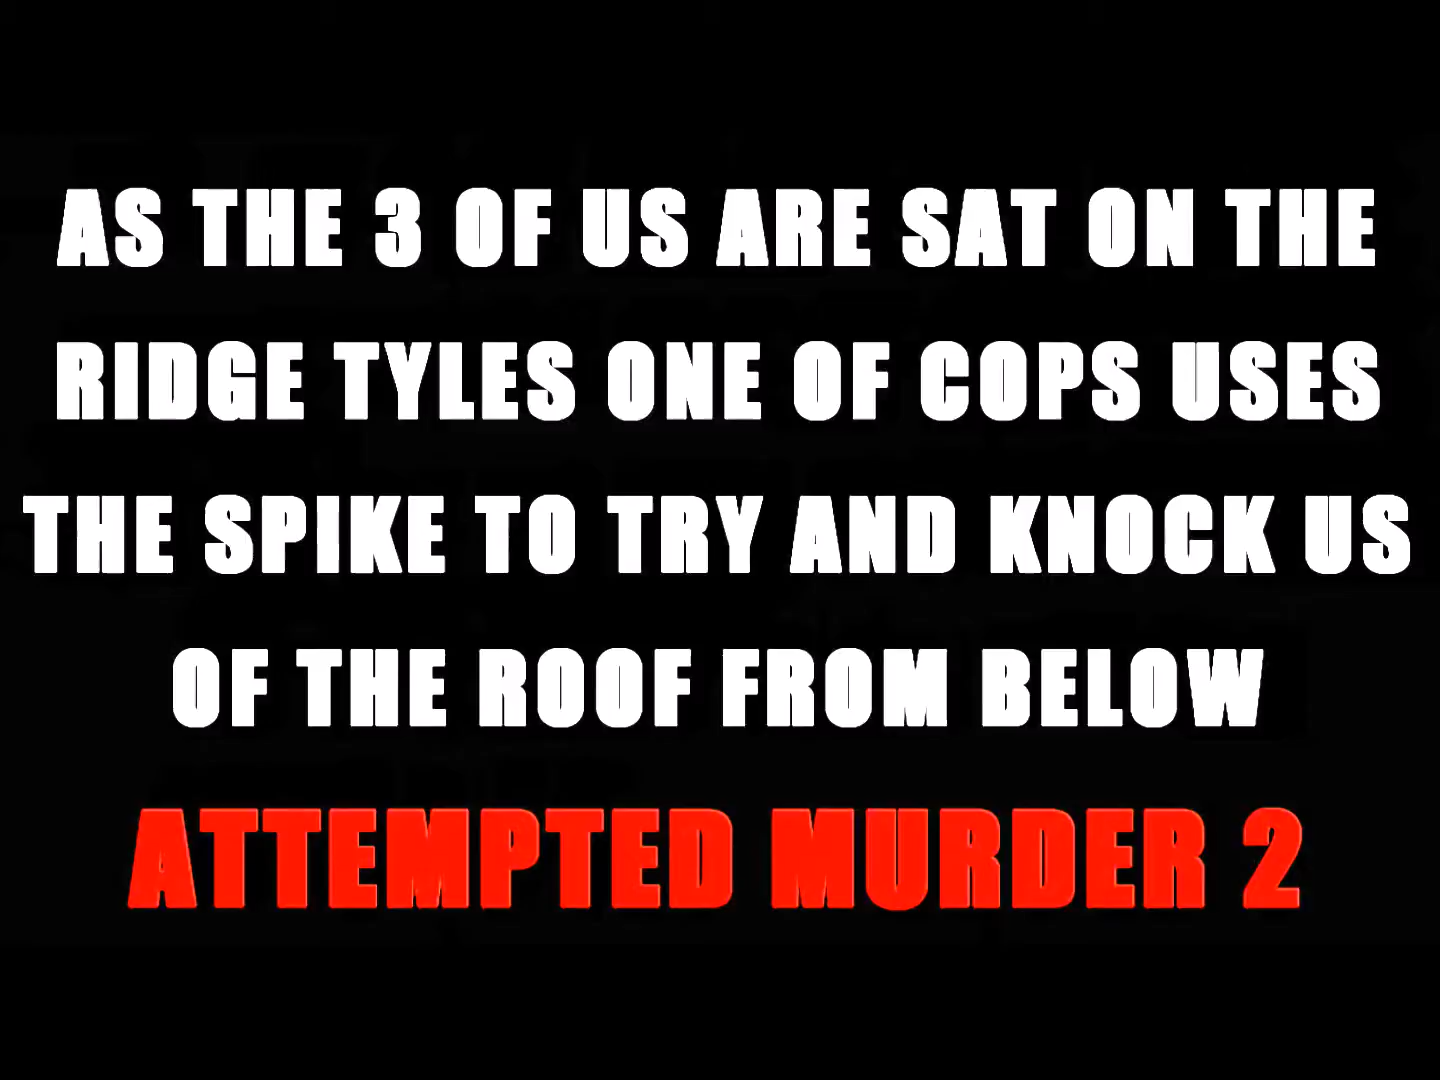 AS THE 3 OF US ARE SAT ON THE
RIDGE TYLES ONE OF COPS USES
THE SPIKE TO TRY AND KNOCK US
OF THE ROOF FROM BELOW
ATTEMPTED MURDER 2